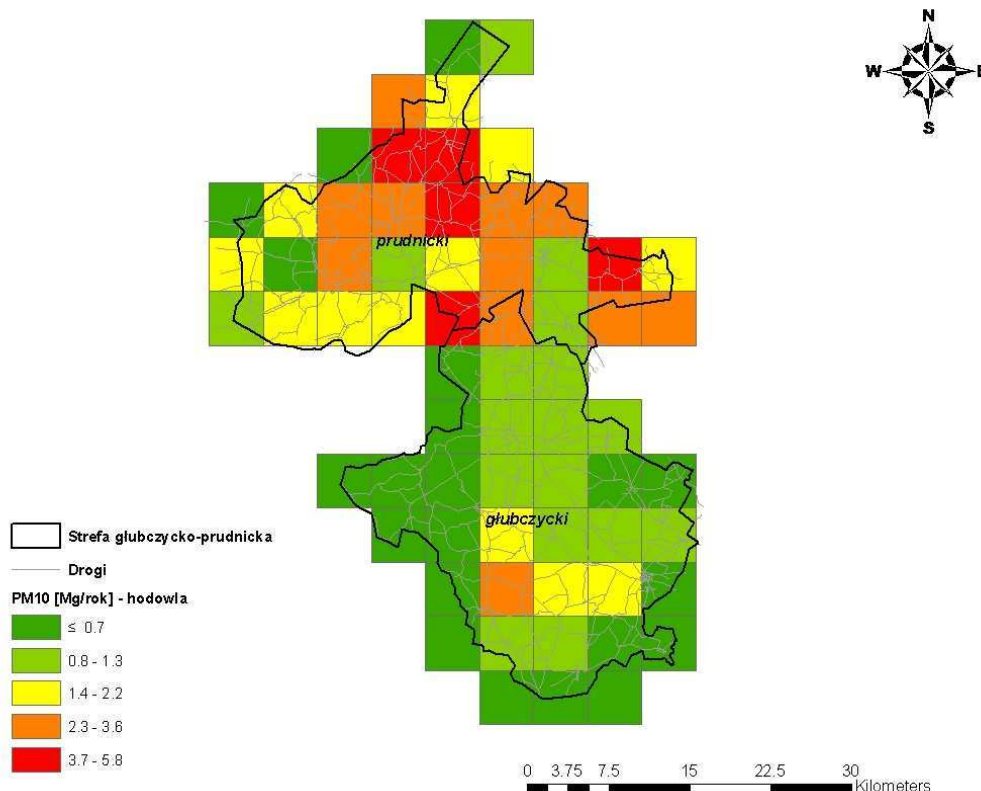 N
W
E
S
prudnicki
głubczycki
Strefa głubczycko-prudnicka
Drogi
PM10 [Mg/rok] - hodowla
≤ 0.7
0.8 - 1.3
1.4 - 2.2
2.3 - 3.6
3.7 - 5.8
0 3.75 7.5 15 22.5 30
Kilometers